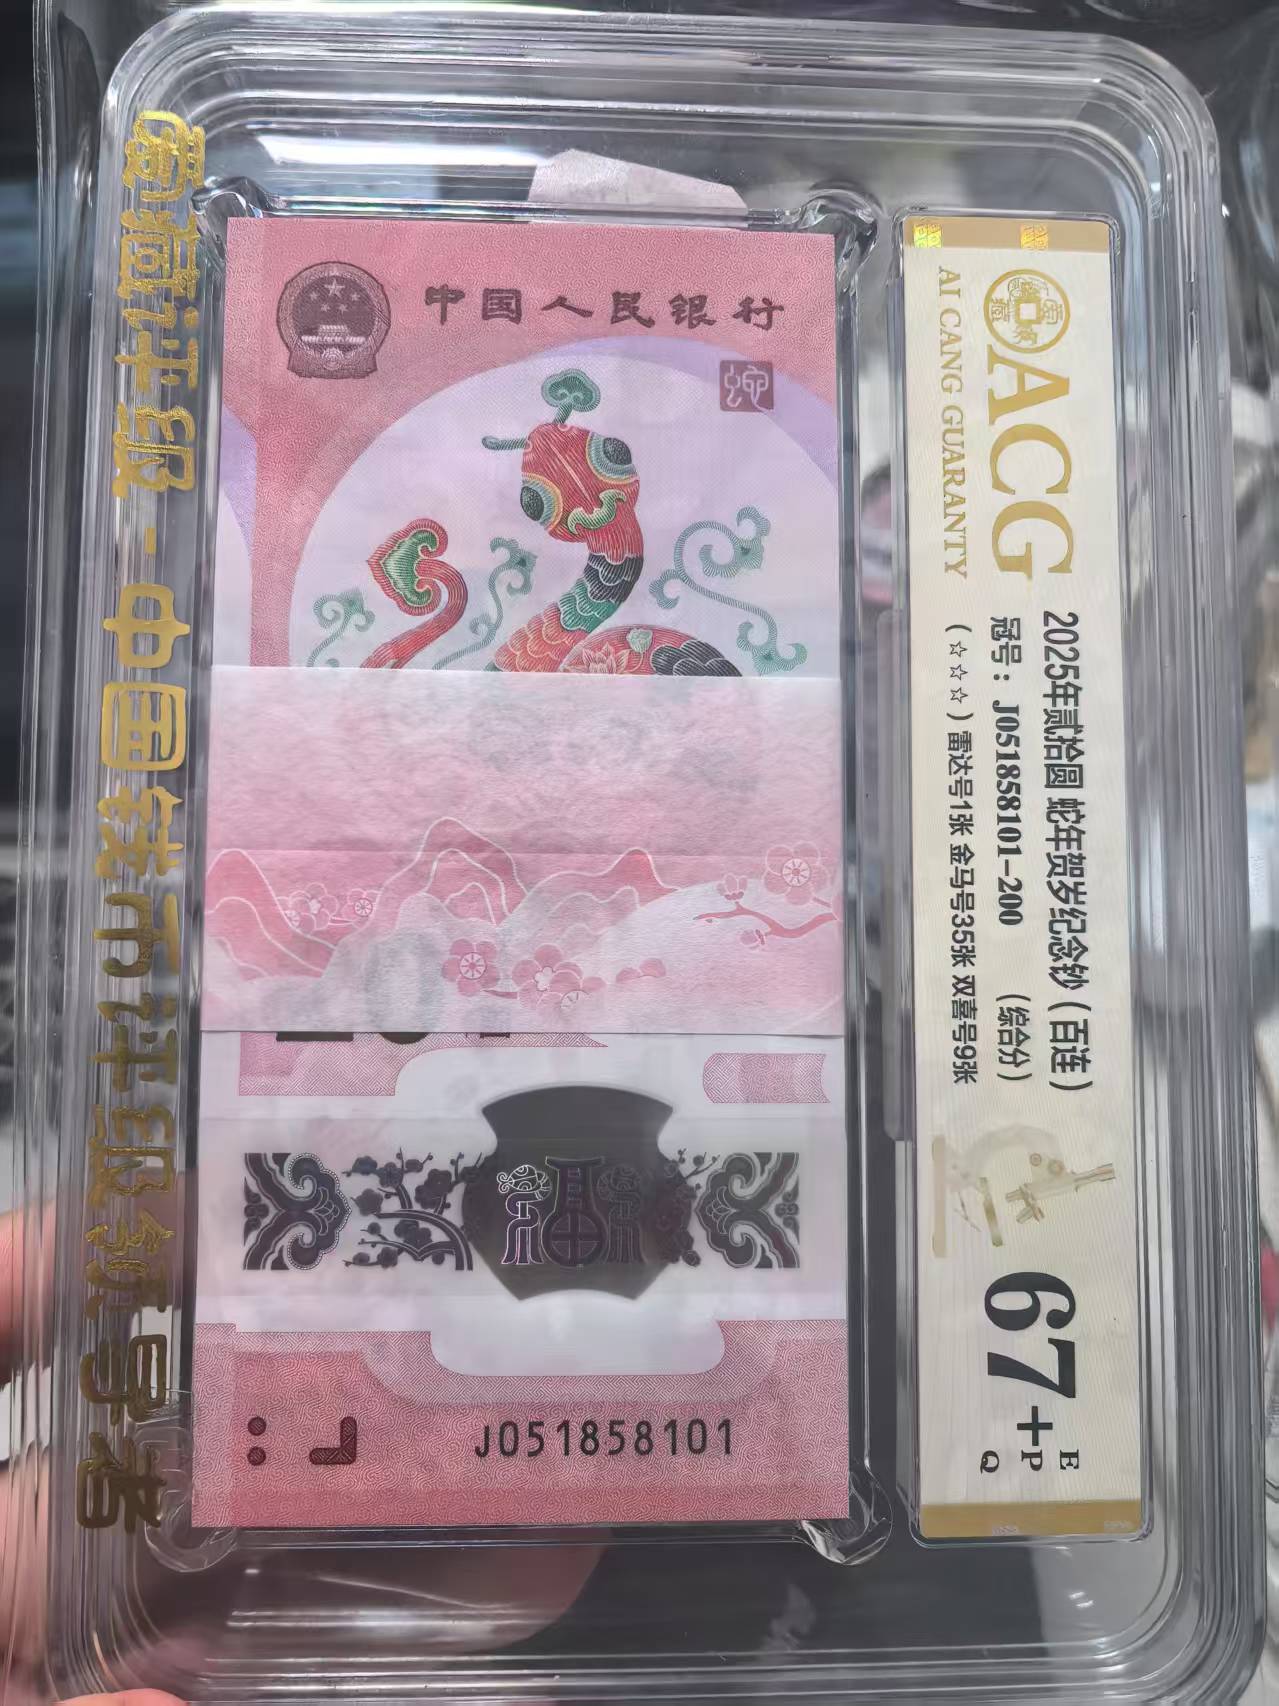 爱藏评级-中国钱币评级领导者
中国人民银行
蛇
J051858101
爱藏
ACG
AI CANG GUARANTY
2025年贰拾圆 蛇年贺岁纪念钞(百连)
冠号：J051858101-200 (综合分)
(☆☆☆)雷达号1张 金马号35张 双喜号9张
67+
E
P
Q